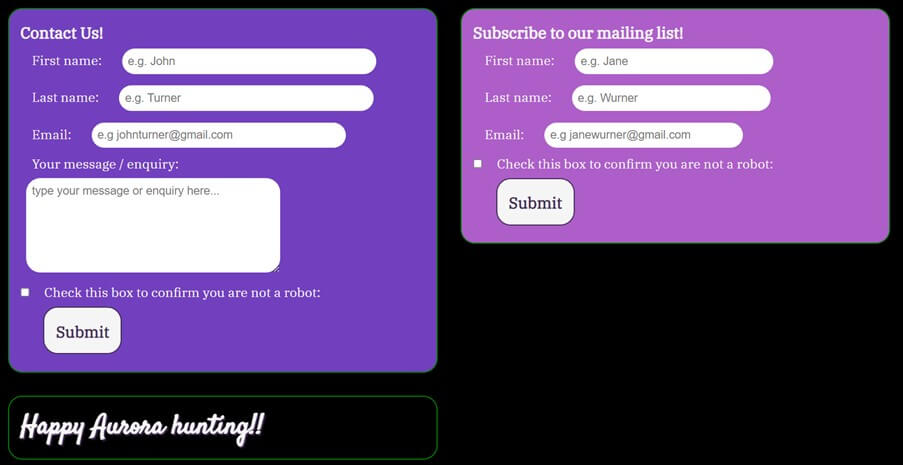 Contact Us!
First name: e.g. John
Last name: e.g. Turner
Email: e.g johnturner@gmail.com
Your message / enquiry:
type your message or enquiry here...
Check this box to confirm you are not a robot:
Submit
Subscribe to our mailing list!
First name: e.g. Jane
Last name: e.g. Wurner
Email: e.g janewurner@gmail.com
Check this box to confirm you are not a robot:
Submit
Happy Aurora hunting!!